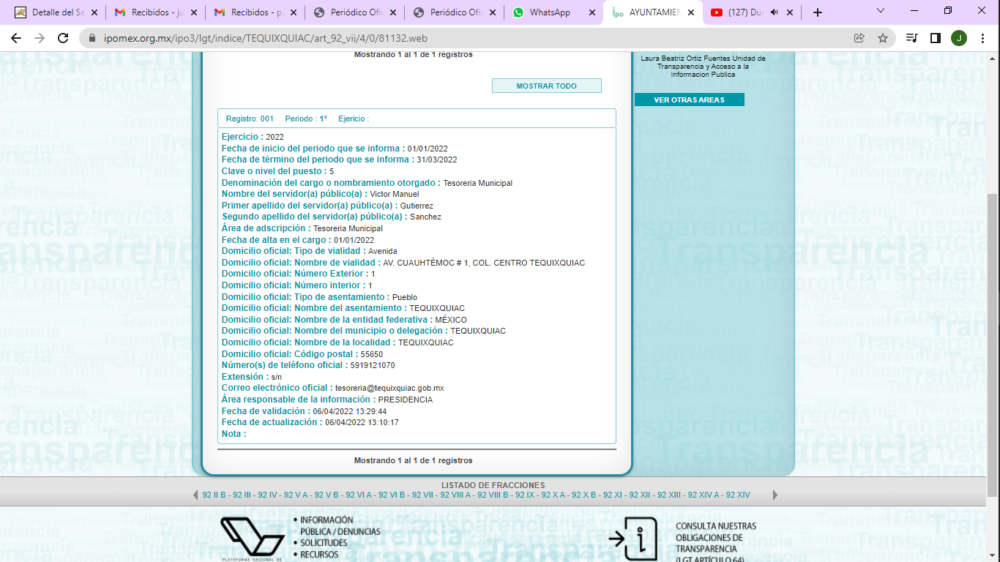 Detalle del Se
Recibidos - ju
Recibidos - p
Periódico Ofi
Periódico Ofi
WhatsApp
ipo AYUNTAMIEN
(127) Du
ipomex.org.mx/ipo3/lgt/indice/TEQUIXQUIAC/art_92_vii/4/0/81132.web
J
Mostrando 1 al 1 de 1 registros
Laura Beatriz Ortiz Fuentes Unidad de
Transparencia y Acceso a la
Informacion Publica
MOSTRAR TODO
VER OTRAS AREAS
Registro: 001 Periodo : 1° Ejericio :
Ejercicio : 2022
Fecha de inicio del periodo que se informa : 01/01/2022
Fecha de término del periodo que se informa : 31/03/2022
Clave o nivel del puesto : 5
Denominación del cargo o nombramiento otorgado : Tesoreria Municipal
Nombre del servidor(a) público(a) : Victor Manuel
Primer apellido del servidor(a) público(a) : Gutierrez
Segundo apellido del servidor(a) público(a) : Sanchez
Área de adscripción : Tesoreria Municipal
Fecha de alta en el cargo : 01/01/2022
Domicilio oficial: Tipo de vialidad : Avenida
Domicilio oficial: Nombre de vialidad : AV. CUAUHTÈMOC # 1, COL. CENTRO TEQUIXQUIAC
Domicilio oficial: Número Exterior : 1
Domicilio oficial: Número interior : 1
Domicilio oficial: Tipo de asentamiento : Pueblo
Domicilio oficial: Nombre del asentamiento : TEQUIXQUIAC
Domicilio oficial: Nombre de la entidad federativa : MÉXICO
Domicilio oficial: Nombre del municipio o delegación : TEQUIXQUIAC
Domicilio oficial: Nombre de la localidad : TEQUIXQUIAC
Domicilio oficial: Código postal : 55650
Número(s) de teléfono oficial : 5919121070
Extensión : s/n
Correo electrónico oficial : tesoreria@tequixquiac.gob.mx
Área responsable de la información : PRESIDENCIA
Fecha de validación : 06/04/2022 13:29:44
Fecha de actualización : 06/04/2022 13:10:17
Nota :
Mostrando 1 al 1 de 1 registros
LISTADO DE FRACCIONES
92 II B - 92 III - 92 IV - 92 V A - 92 V B - 92 VI A - 92 VI B - 92 VII - 92 VIII A - 92 VIII B - 92 IX - 92 X A - 92 X B - 92 XI - 92 XII - 92 XIII - 92 XIV A - 92 XIV
• INFORMACIÓN
PÚBLICA / DENUNCIAS
• SOLICITUDES
• RECURSOS
PLATAFORMA NACIONAL DE
CONSULTA NUESTRAS
OBLIGACIONES DE
TRANSPARENCIA
(LGT ARTÍCULO 64)